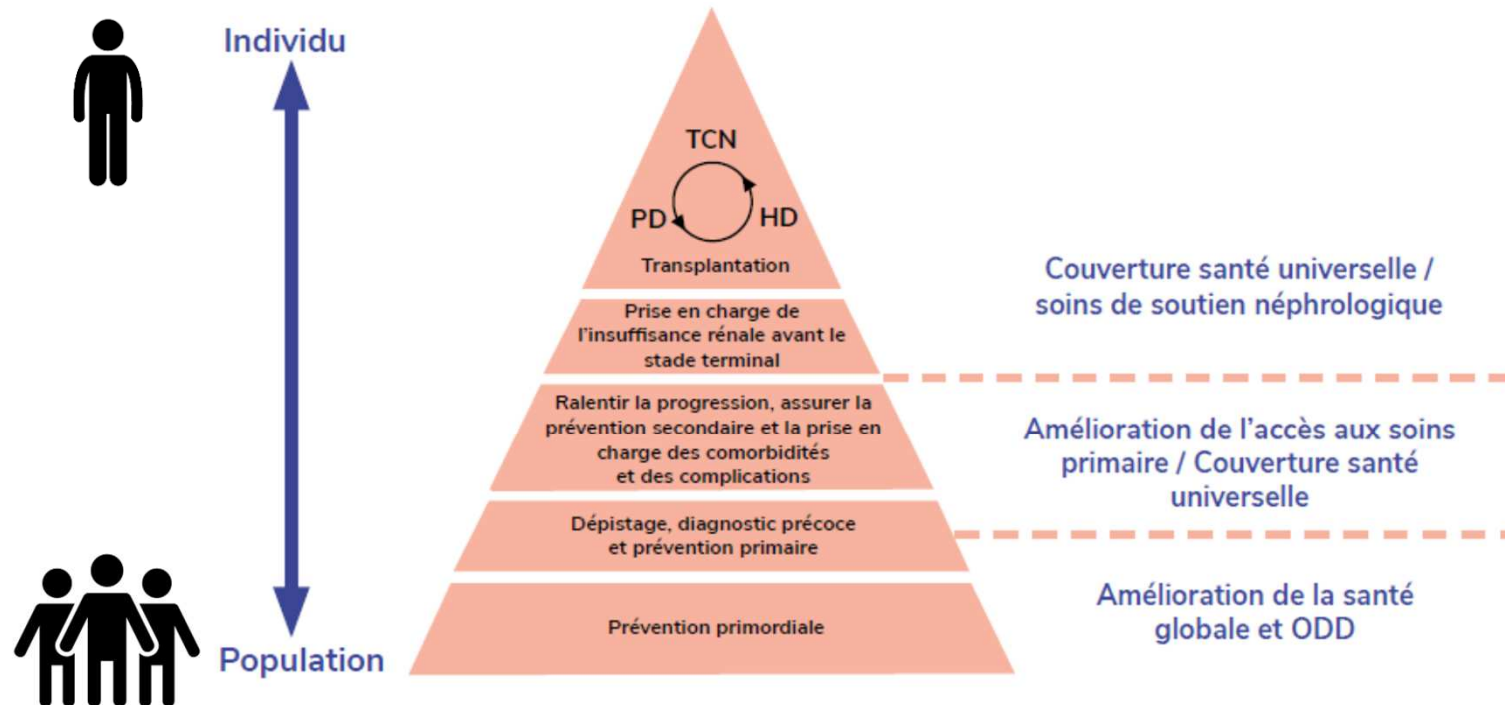 Individu
Population
TCN
PD
HD
Transplantation
Prise en charge de
l'insuffisance rénale avant le
stade terminal
Ralentir la progression, assurer la
prévention secondaire et la prise en
charge des comorbidités
et des complications
Dépistage, diagnostic précoce
et prévention primaire
Prévention primordiale
Couverture santé universelle /
soins de soutien néphrologique
Amélioration de l'accès aux soins
primaire / Couverture santé
universelle
Amélioration de la santé
globale et ODD